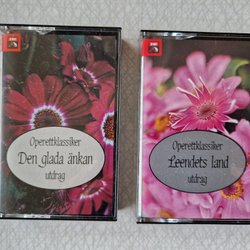 Operettklassiker
Den glada änkan
utdrag
Operettklassiker
Leendets land
utdrag